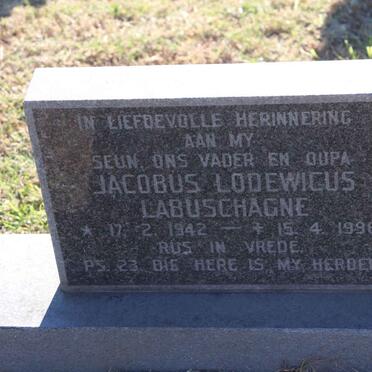 IN LIEFDEVOLLE HERINNERING
AAN MY
SEUN, ONS VADER EN OUPA
JACOBUS LODEWICUS
LABUSCHAGNE
* 17. 2. 1942 — + 15. 4. 199
RUS IN VREDE
PS. 23. DIE HERE IS MY HERDER